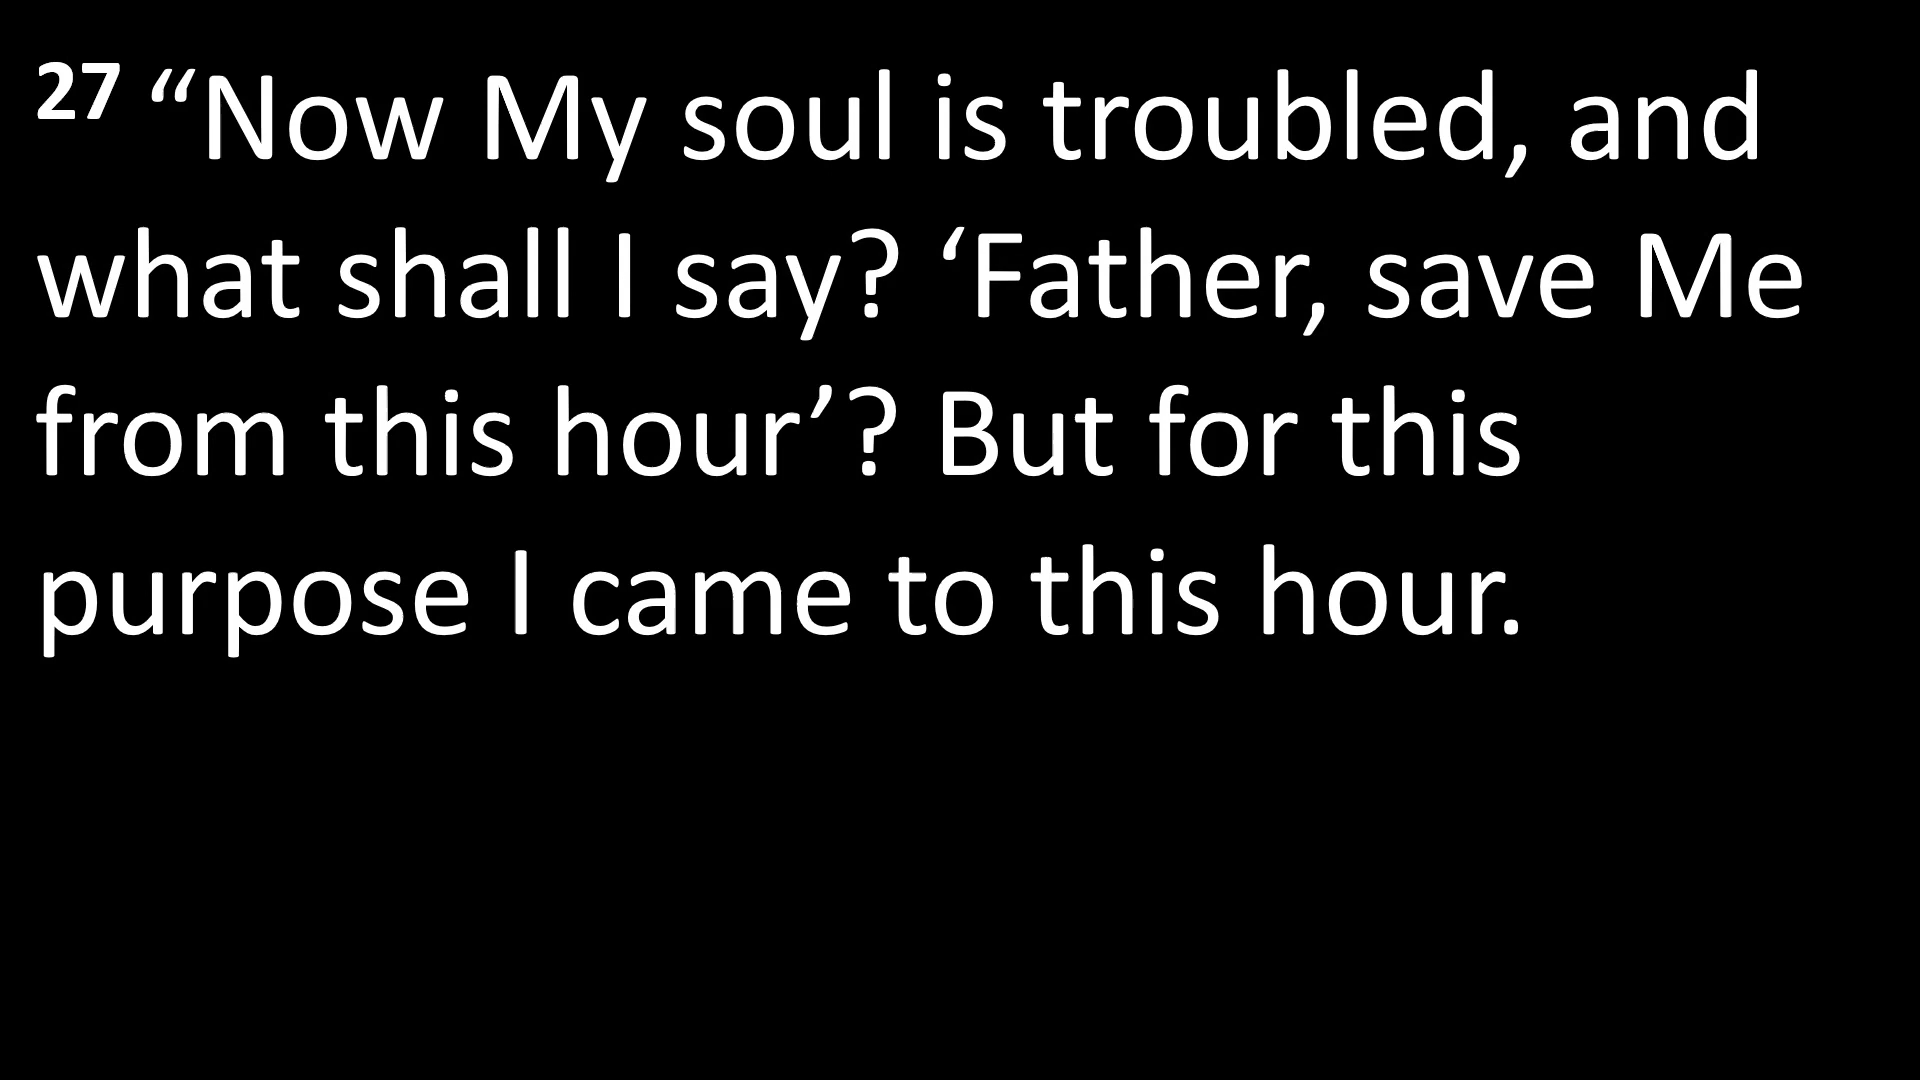 27 “Now My soul is troubled, and
what shall I say? ‘Father, save Me
from this hour’? But for this
purpose I came to this hour.